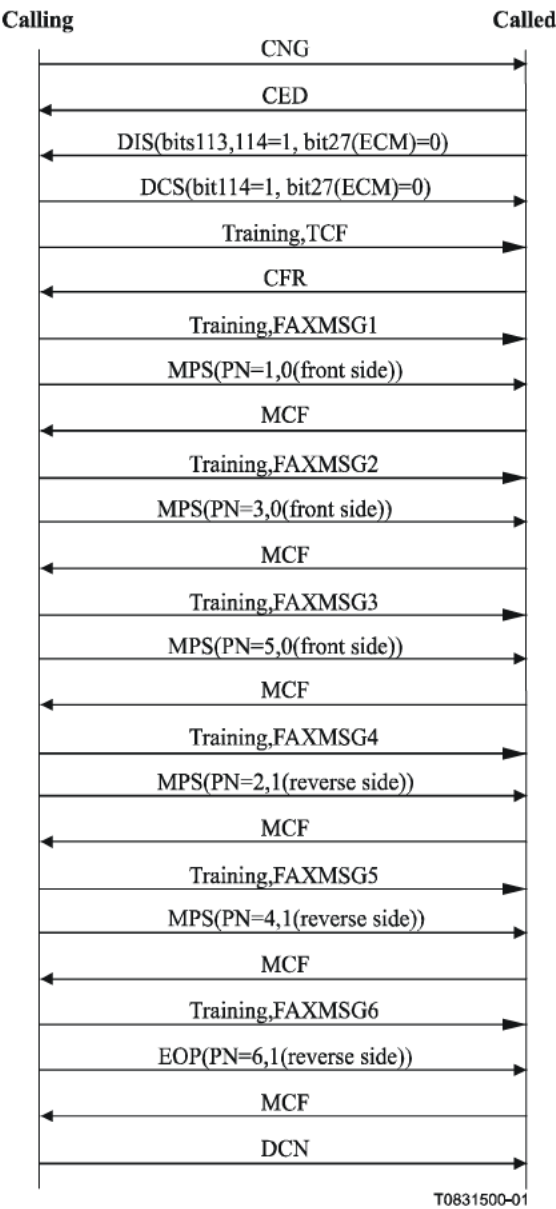 Calling Called
CNG
CED
DIS(bits113,114=1, bit27(ECM)=0)
DCS(bit114=1, bit27(ECM)=0)
Training,TCF
CFR
Training,FAXMSG1
MPS(PN=1,0(front side))
MCF
Training,FAXMSG2
MPS(PN=3,0(front side))
MCF
Training,FAXMSG3
MPS(PN=5,0(front side))
MCF
Training,FAXMSG4
MPS(PN=2,1(reverse side))
MCF
Training,FAXMSG5
MPS(PN=4,1(reverse side))
MCF
Training,FAXMSG6
EOP(PN=6,1(reverse side))
MCF
DCN
T0831500-01